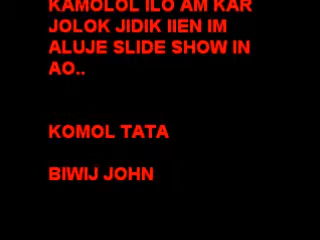 KAMOLOL ILO AM KAR
JOLOK JIDIK IIEN IM
ALUJE SLIDE SHOW IN
AO..
KOMOL TATA
BIWIJ JOHN